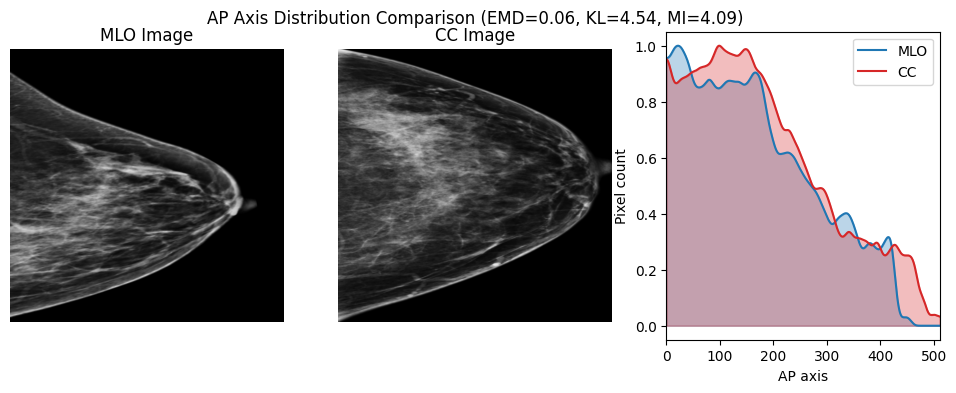 AP Axis Distribution Comparison (EMD=0.06, KL=4.54, MI=4.09)
MLO Image
CC Image
MLO
CC
Pixel count
1.0
0.8
0.6
0.4
0.2
0.0
0 100 200 300 400 500
AP axis